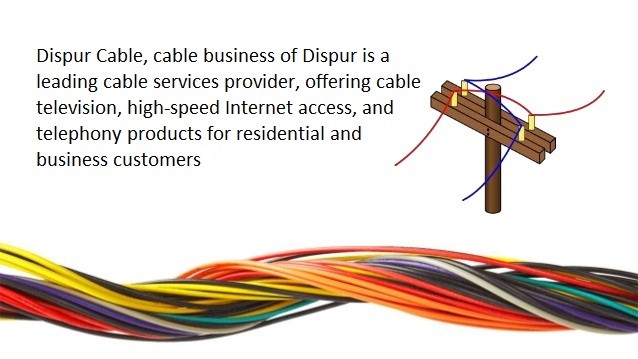 Dispur Cable, cable business of Dispur is a
leading cable services provider, offering cable
television, high-speed Internet access, and
telephony products for residential and
business customers